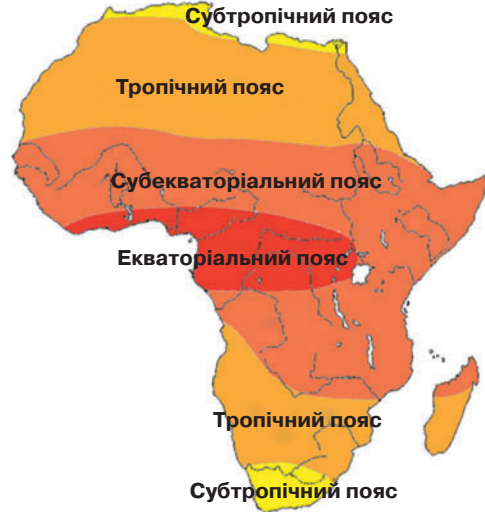 Субтропічний пояс
Тропічний пояс
Субекваторіальний пояс
Екваторіальний пояс
Тропічний пояс
Субтропічний пояс